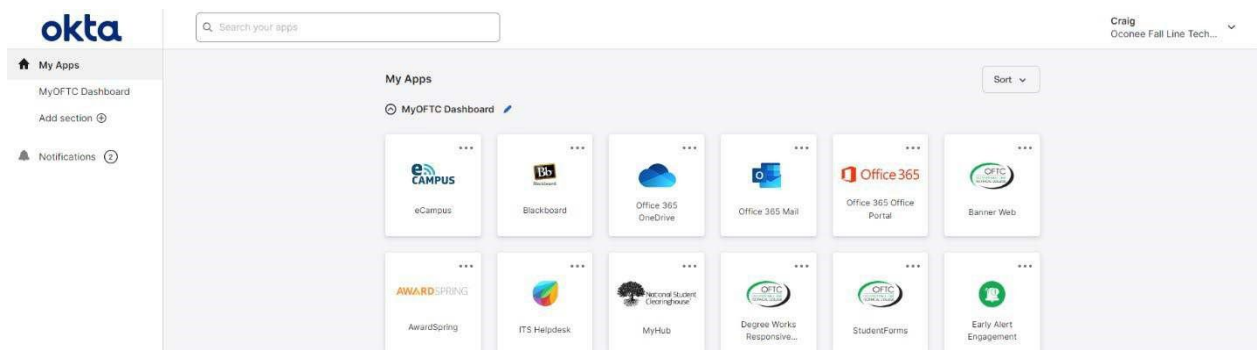 okta
Search your apps
Craig
Oconee Fall Line Tech...
My Apps
MyOFTC Dashboard
Add section
Notifications 2
My Apps
Sort
MyOFTC Dashboard
eCAMPUS
eCampus
Bb
Blackboard
Blackboard
Office 365
OneDrive
O
Office 365 Mail
Office 365
Office 365 Office
Portal
OFTC
Banner Web
AWARDSPRING
AwardSpring
ITS Helpdesk
National Student
Clearinghouse
MyHub
OFTC
Degree Works
Responsive...
OFTC
StudentForms
Early Alert
Engagement